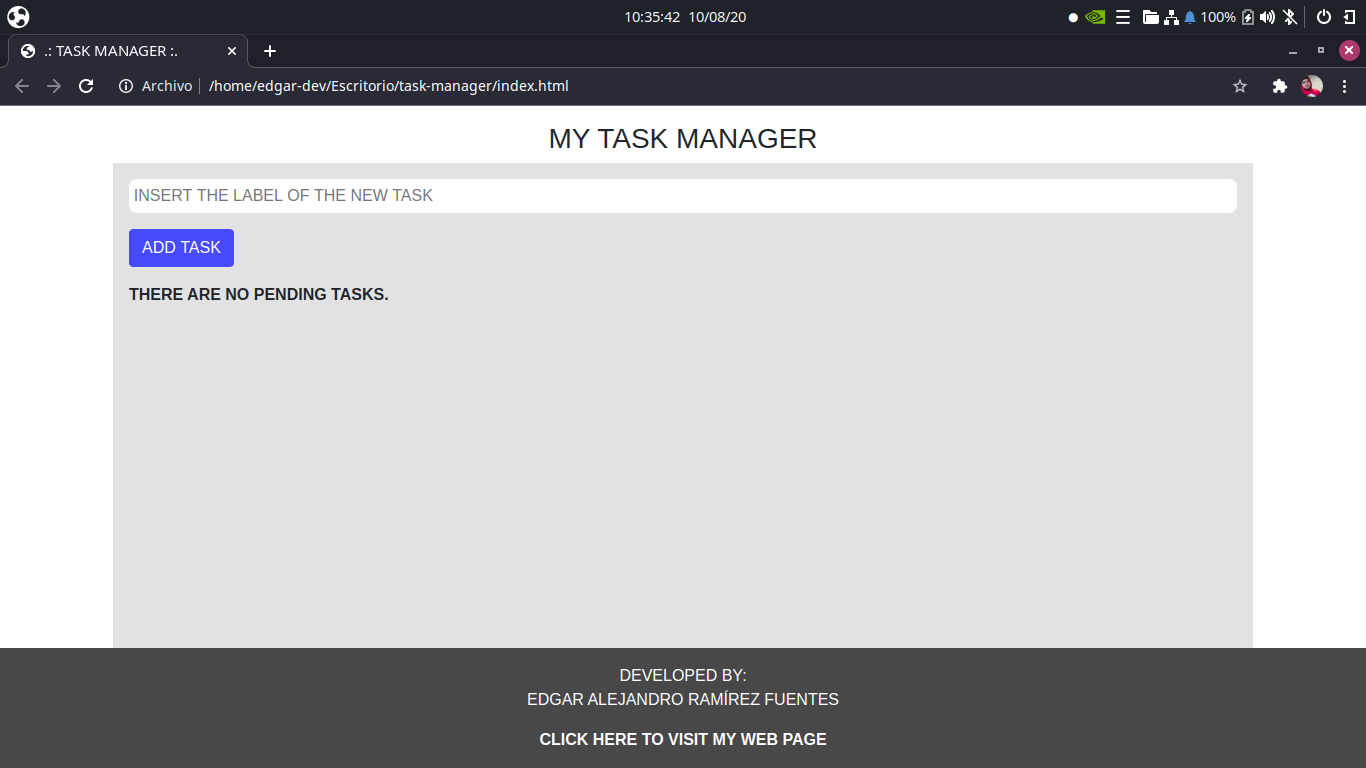 10:35:42 10/08/20
100%
.: TASK MANAGER :.
Archivo /home/edgar-dev/Escritorio/task-manager/index.html
MY TASK MANAGER
INSERT THE LABEL OF THE NEW TASK
ADD TASK
THERE ARE NO PENDING TASKS.
DEVELOPED BY:
EDGAR ALEJANDRO RAMÍREZ FUENTES
CLICK HERE TO VISIT MY WEB PAGE